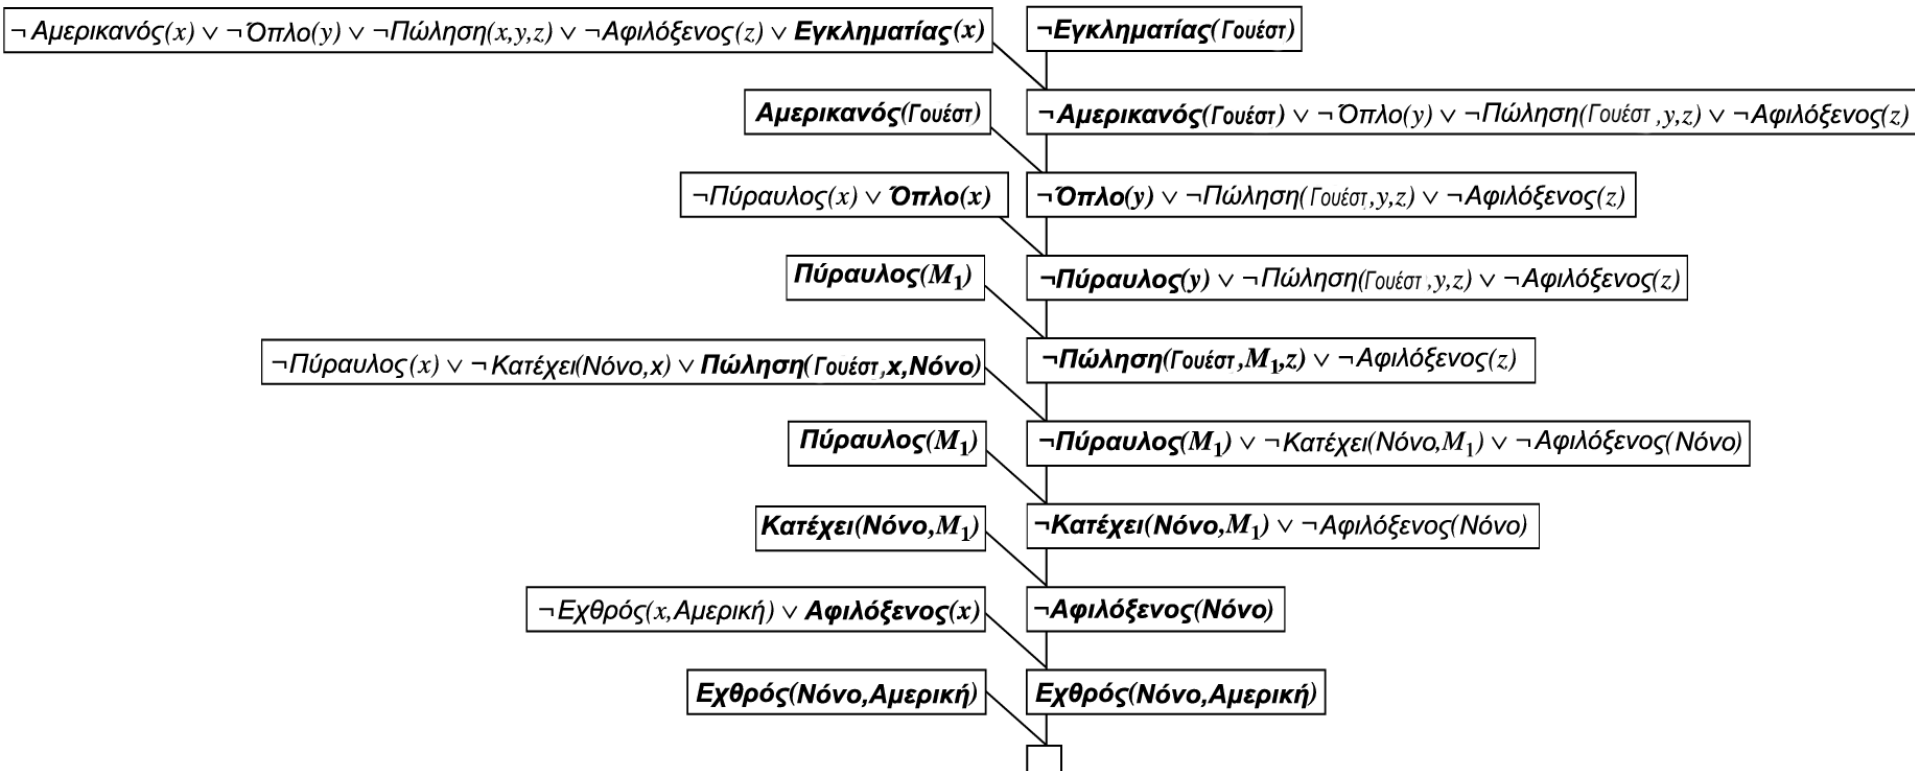 ¬Αμερικανός(x) ∨ ¬Όπλο(y) ∨ ¬Πώληση(x,y,z) ∨ ¬Αφιλόξενος(z) ∨ Εγκληματίας(x)
¬Εγκληματίας(Γουέστ)
Αμερικανός(Γουέστ)
¬Αμερικανός(Γουέστ) ∨ ¬Όπλο(y) ∨ ¬Πώληση(Γουέστ,y,z) ∨ ¬Αφιλόξενος(z)
¬Πύραυλος(x) ∨ Όπλο(x)
¬Όπλο(y) ∨ ¬Πώληση(Γουέστ,y,z) ∨ ¬Αφιλόξενος(z)
Πύραυλος(M₁)
¬Πύραυλος(y) ∨ ¬Πώληση(Γουέστ,y,z) ∨ ¬Αφιλόξενος(z)
¬Πύραυλος(x) ∨ ¬Κατέχει(Νόνο,x) ∨ Πώληση(Γουέστ,x,Νόνο)
¬Πώληση(Γουέστ,M₁,z) ∨ ¬Αφιλόξενος(z)
Πύραυλος(M₁)
¬Πύραυλος(M₁) ∨ ¬Κατέχει(Νόνο,M₁) ∨ ¬Αφιλόξενος(Νόνο)
Κατέχει(Νόνο,M₁)
¬Κατέχει(Νόνο,M₁) ∨ ¬Αφιλόξενος(Νόνο)
¬Εχθρός(x,Αμερική) ∨ Αφιλόξενος(x)
¬Αφιλόξενος(Νόνο)
Εχθρός(Νόνο,Αμερική)
Εχθρός(Νόνο,Αμερική)